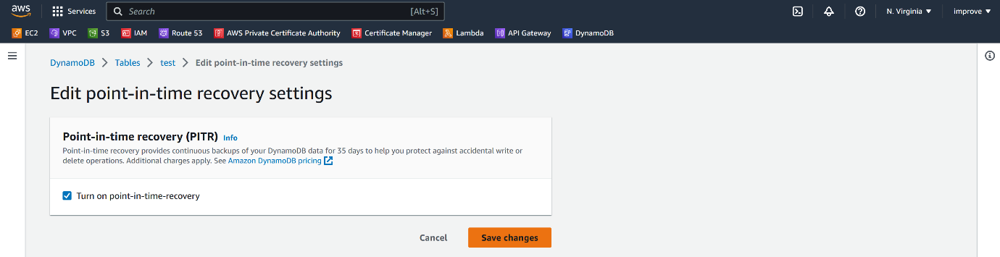 aws Services Search [Alt+S] N. Virginia improve
EC2 VPC S3 IAM Route 53 AWS Private Certificate Authority Certificate Manager Lambda API Gateway DynamoDB
DynamoDB Tables test Edit point-in-time recovery settings
Edit point-in-time recovery settings
Point-in-time recovery (PITR) Info
Point-in-time recovery provides continuous backups of your DynamoDB data for 35 days to help you protect against accidental write or
delete operations. Additional charges apply. See Amazon DynamoDB pricing
Turn on point-in-time-recovery
Cancel Save changes